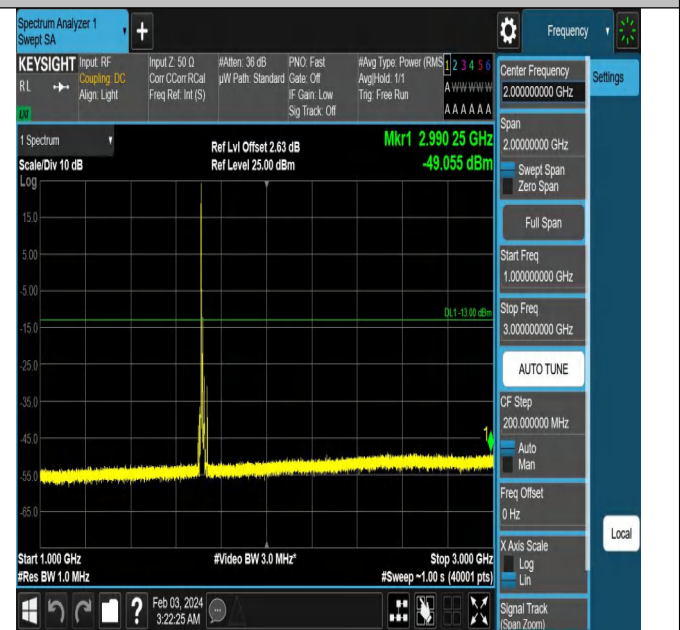 Spectrum Analyzer 1
Swept SA
+
Frequency
KEYSIGHT
RL
LXI
Input: RF
Coupling: DC
Align: Light
Input Z: 50 Ω
Corr CCorr RCal
Freq Ref: Int (S)
#Atten: 36 dB
µW Path: Standard
PNO: Fast
Gate: Off
IF Gain: Low
Sig Track: Off
#Avg Type: Power (RMS
Avg|Hold: 1/1
Trig: Free Run
1 2 3 4 5 6
A W W W W W
A A A A A A
1 Spectrum
Scale/Div 10 dB
Log
Ref Lvl Offset 2.63 dB
Ref Level 25.00 dBm
Mkr1 2.990 25 GHz
-49.055 dBm
15.0
5.00
-5.00
DL1 -13.00 dBm
-15.0
-25.0
-35.0
-45.0
1
-55.0
-65.0
Start 1.000 GHz
#Res BW 1.0 MHz
#Video BW 3.0 MHz*
Stop 3.000 GHz
#Sweep ~1.00 s (40001 pts)
Center Frequency
2.000000000 GHz
Settings
Span
2.00000000 GHz
Swept Span
Zero Span
Full Span
Start Freq
1.000000000 GHz
Stop Freq
3.000000000 GHz
AUTO TUNE
CF Step
200.000000 MHz
Auto
Man
Freq Offset
0 Hz
X Axis Scale
Log
Lin
Local
Signal Track
(Span Zoom)
?
Feb 03, 2024
3:22:25 AM